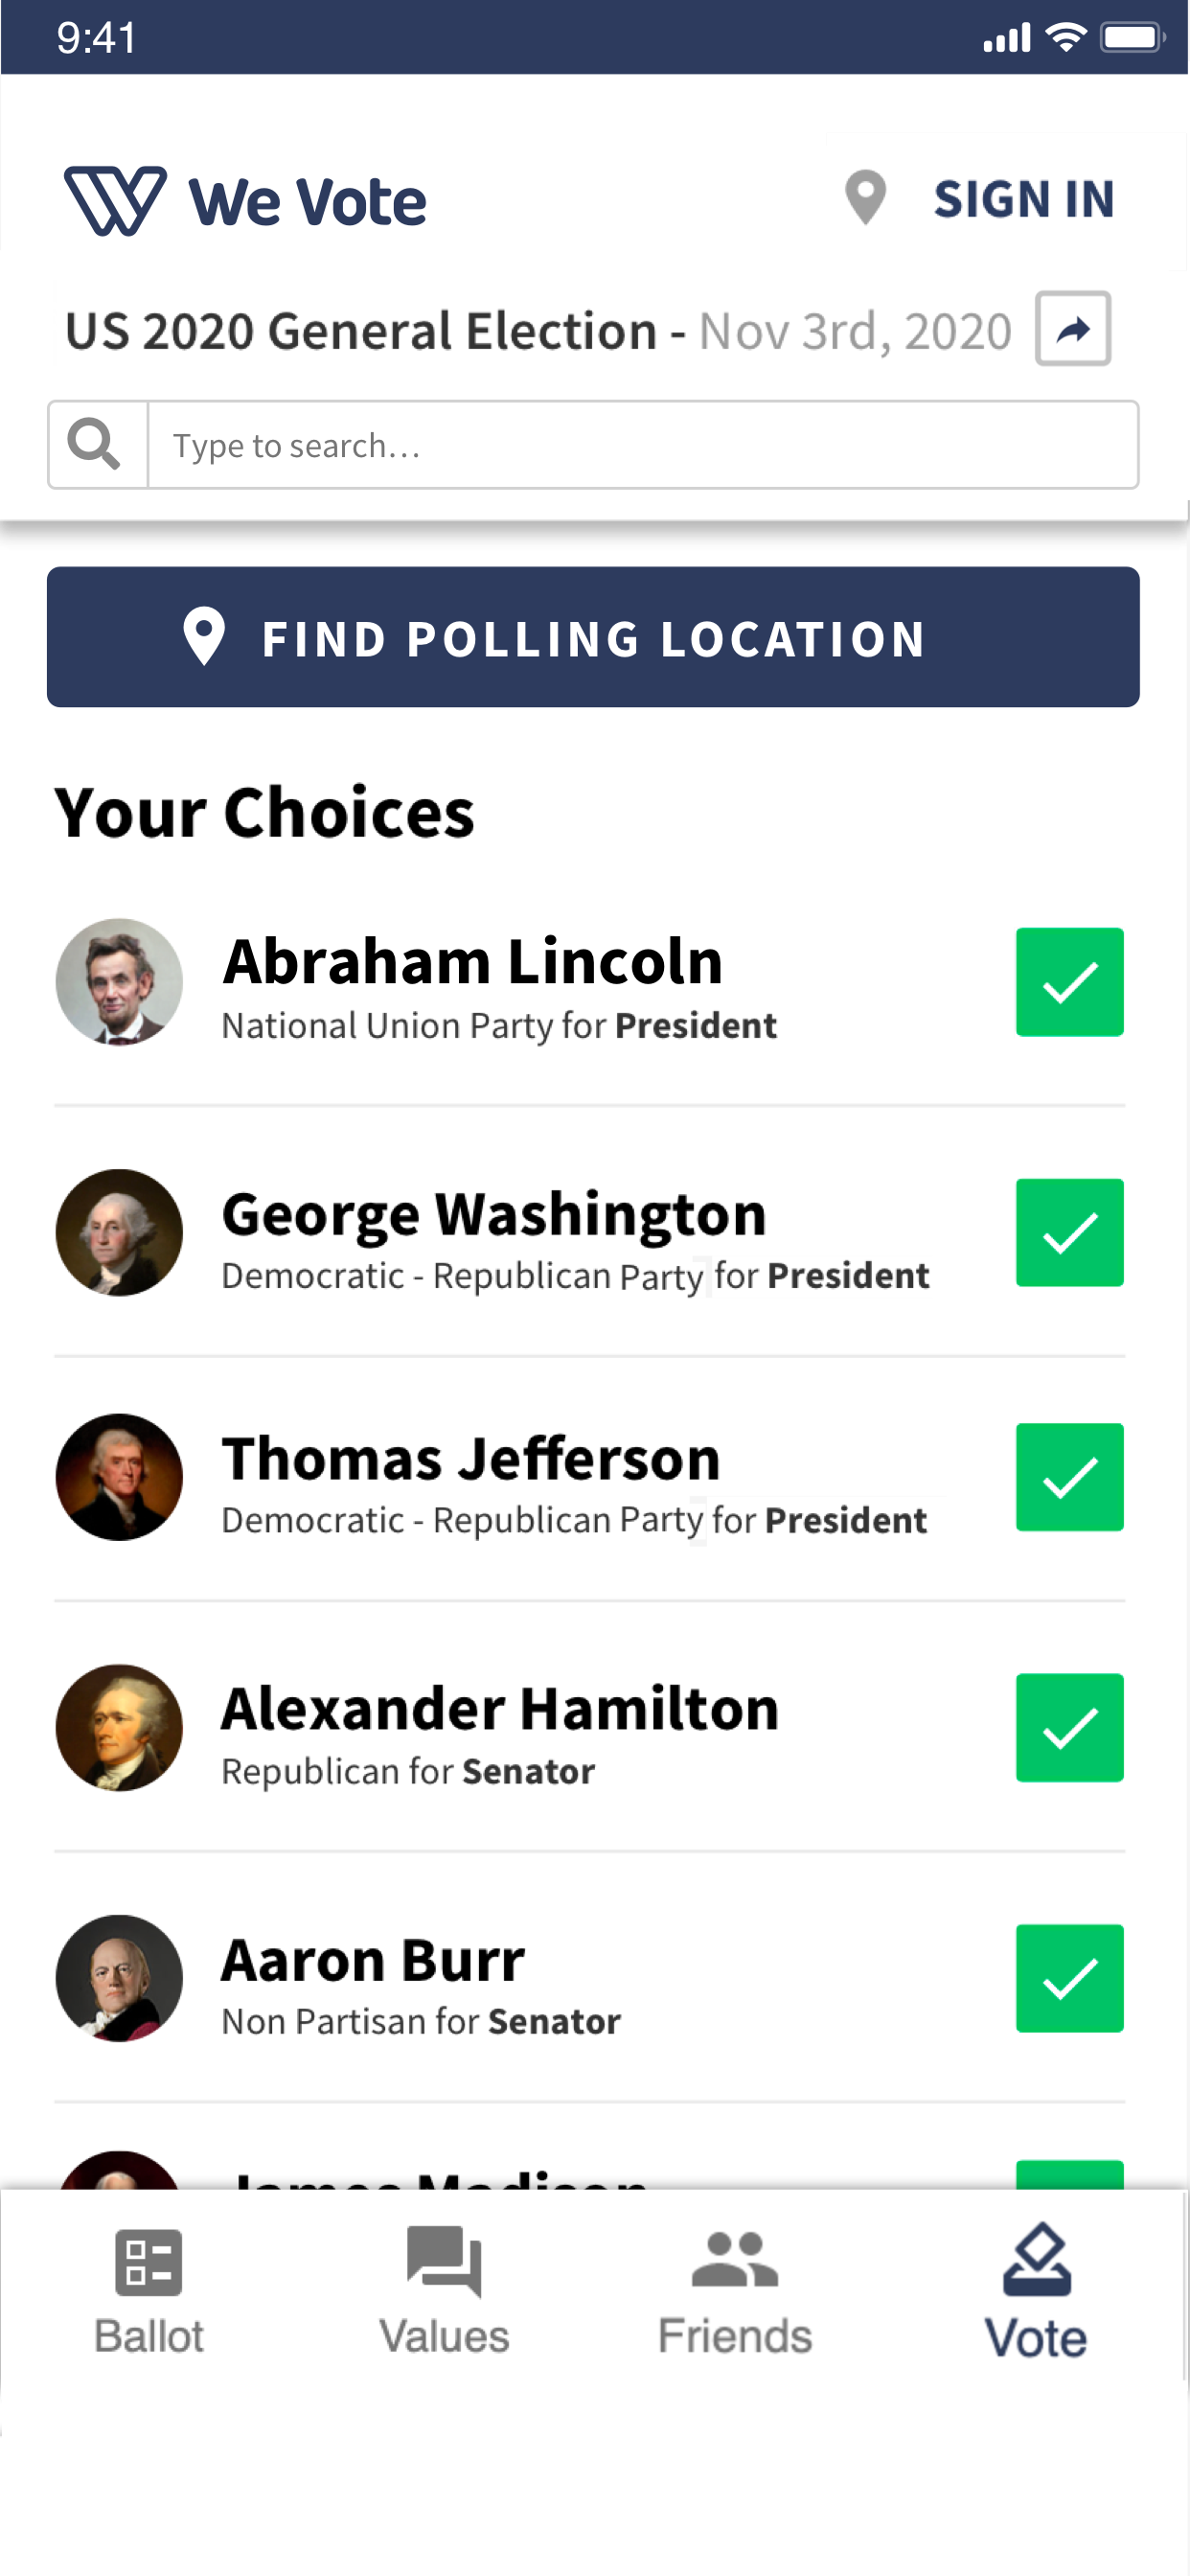 9:41
We Vote
SIGN IN
US 2020 General Election - Nov 3rd, 2020
Type to search...
FIND POLLING LOCATION
Your Choices
Abraham Lincoln
National Union Party for President
George Washington
Democratic - Republican Party for President
Thomas Jefferson
Democratic - Republican Party for President
Alexander Hamilton
Republican for Senator
Aaron Burr
Non Partisan for Senator
James Madison
Ballot
Values
Friends
Vote